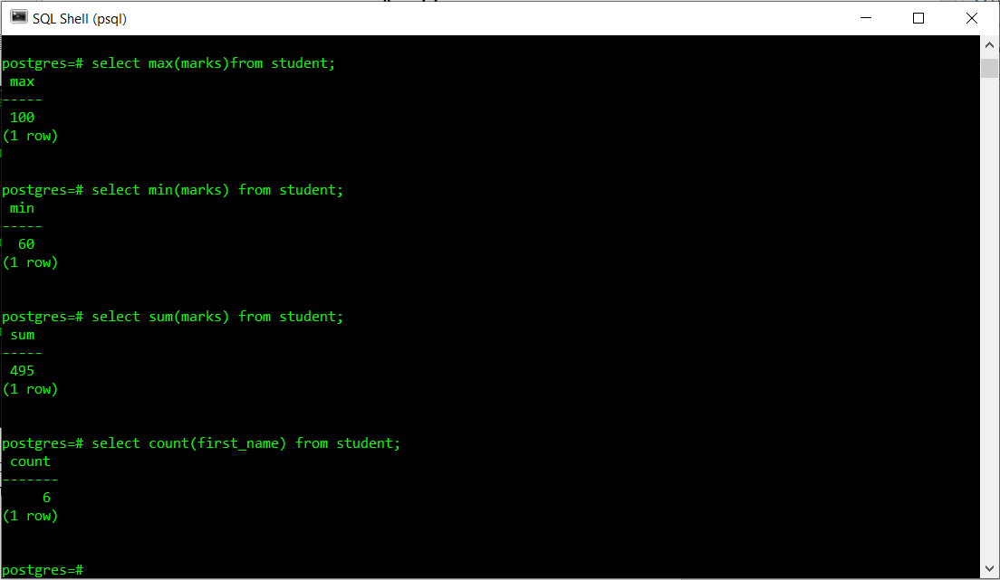 SQL Shell (psql)
postgres=# select max(marks)from student;
max
-----
100
(1 row)
postgres=# select min(marks) from student;
min
-----
60
(1 row)
postgres=# select sum(marks) from student;
sum
-----
495
(1 row)
postgres=# select count(first_name) from student;
count
-------
6
(1 row)
postgres=#